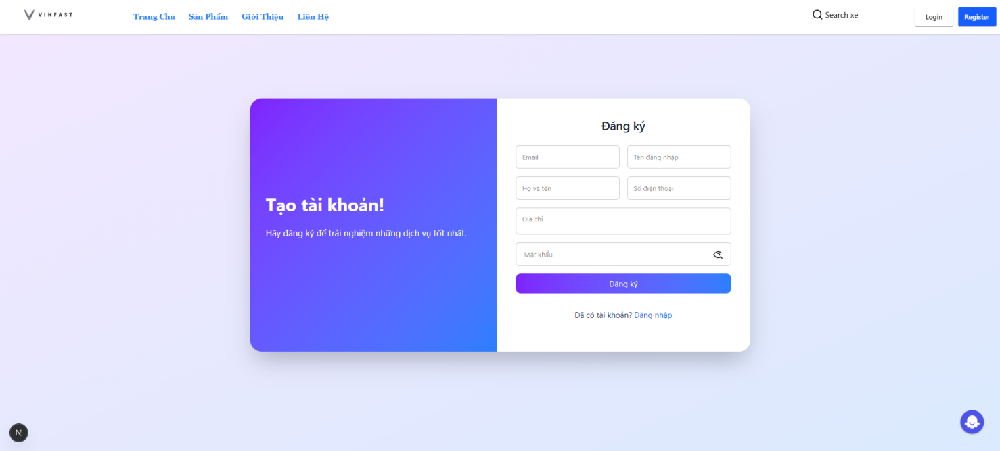 VINFAST
Trang Chủ Sản Phẩm Giới Thiệu Liên Hệ
Search xe
Login
Register
Tạo tài khoản!
Hãy đăng ký để trải nghiệm những dịch vụ tốt nhất.
Đăng ký
Email
Tên đăng nhập
Họ và tên
Số điện thoại
Địa chỉ
Mật khẩu
Đăng ký
Đã có tài khoản? Đăng nhập
N